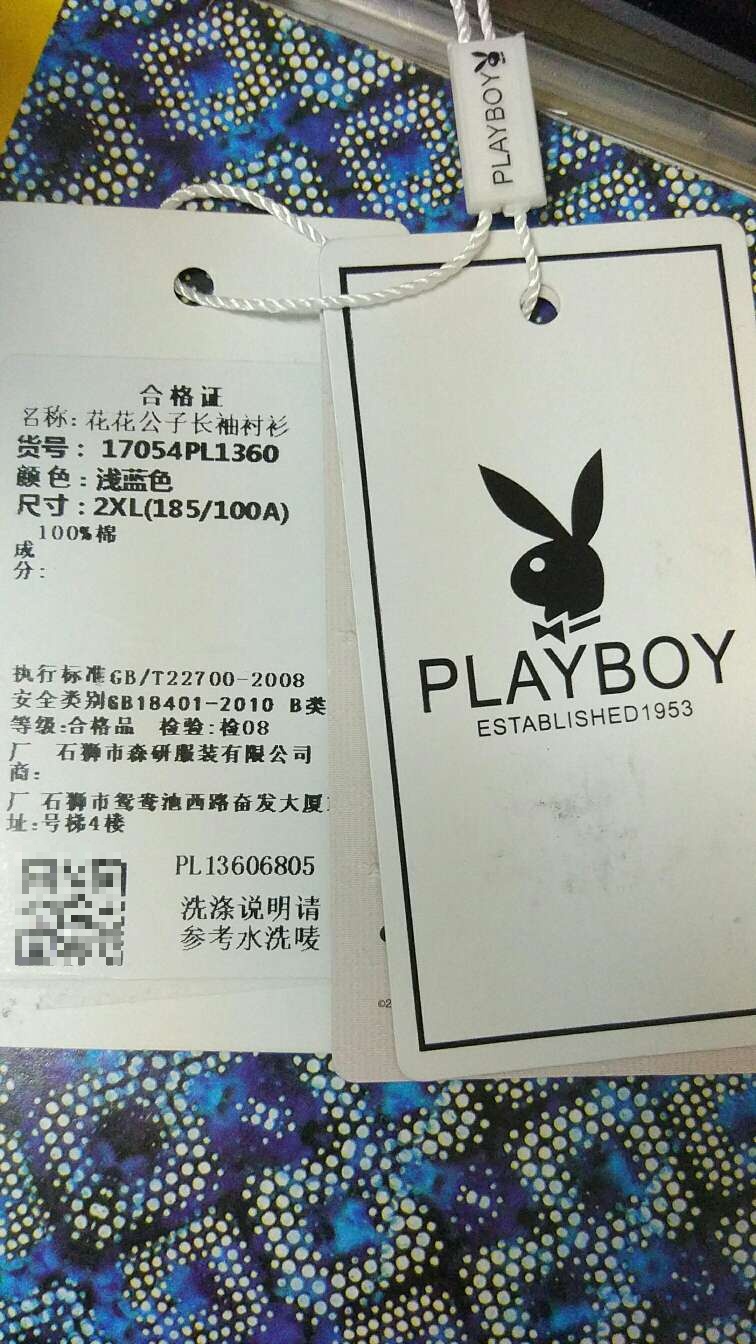 PLAYBOY
合格证
名称:花花公子长袖衬衫
货号：17054PL1360
颜色：浅蓝色
尺寸：2XL(185/100A)
100%棉
成
分:
执行标准GB/T22700-2008
安全类别GB18401-2010 B类
等级:合格品 检验:检08
厂 石狮市森研服装有限公司
商:
厂 石狮市鸳鸯池西路奋发大厦
址:号梯4楼
PL13606805
洗涤说明请
参考水洗唛
PLAYBOY
ESTABLISHED1953
©2